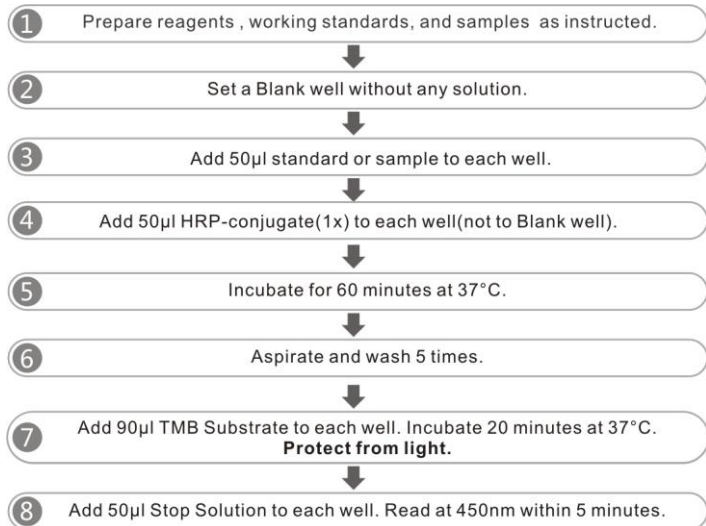 1 Prepare reagents , working standards, and samples as instructed.
2 Set a Blank well without any solution.
3 Add 50µl standard or sample to each well.
4 Add 50µl HRP-conjugate(1x) to each well(not to Blank well).
5 Incubate for 60 minutes at 37°C.
6 Aspirate and wash 5 times.
7 Add 90µl TMB Substrate to each well. Incubate 20 minutes at 37°C.
Protect from light.
8 Add 50µl Stop Solution to each well. Read at 450nm within 5 minutes.